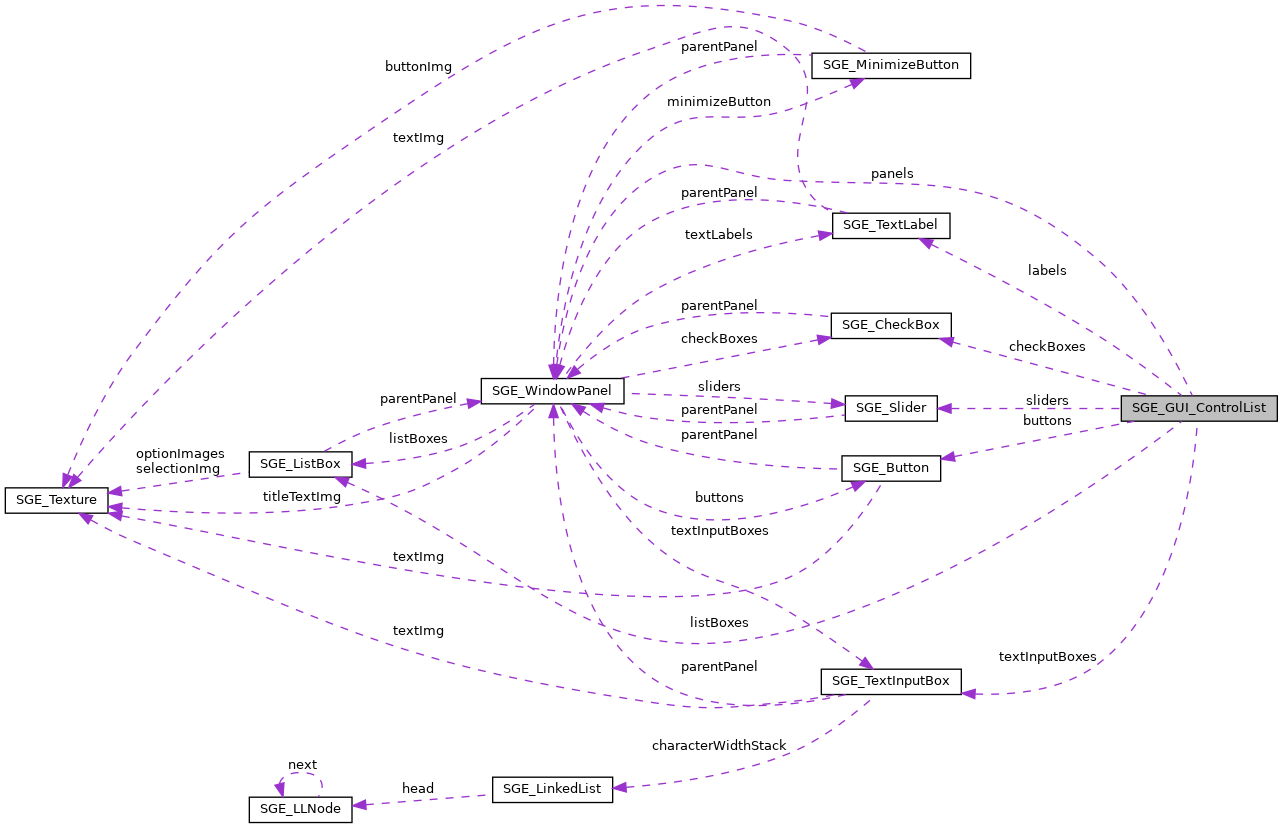 parentPanel
SGE_MinimizeButton
buttonImg
minimizeButton
textImg
panels
parentPanel
SGE_TextLabel
textLabels
labels
parentPanel
SGE_CheckBox
checkBoxes
checkBoxes
SGE_WindowPanel
sliders
parentPanel
sliders
SGE_Slider
SGE_GUI_ControlList
parentPanel
buttons
listBoxes
parentPanel
optionImages
selectionImg
SGE_ListBox
SGE_Button
SGE_Texture
titleTextImg
buttons
textInputBoxes
textImg
listBoxes
textImg
textInputBoxes
parentPanel
SGE_TextInputBox
characterWidthStack
next
head
SGE_LinkedList
SGE_LLNode